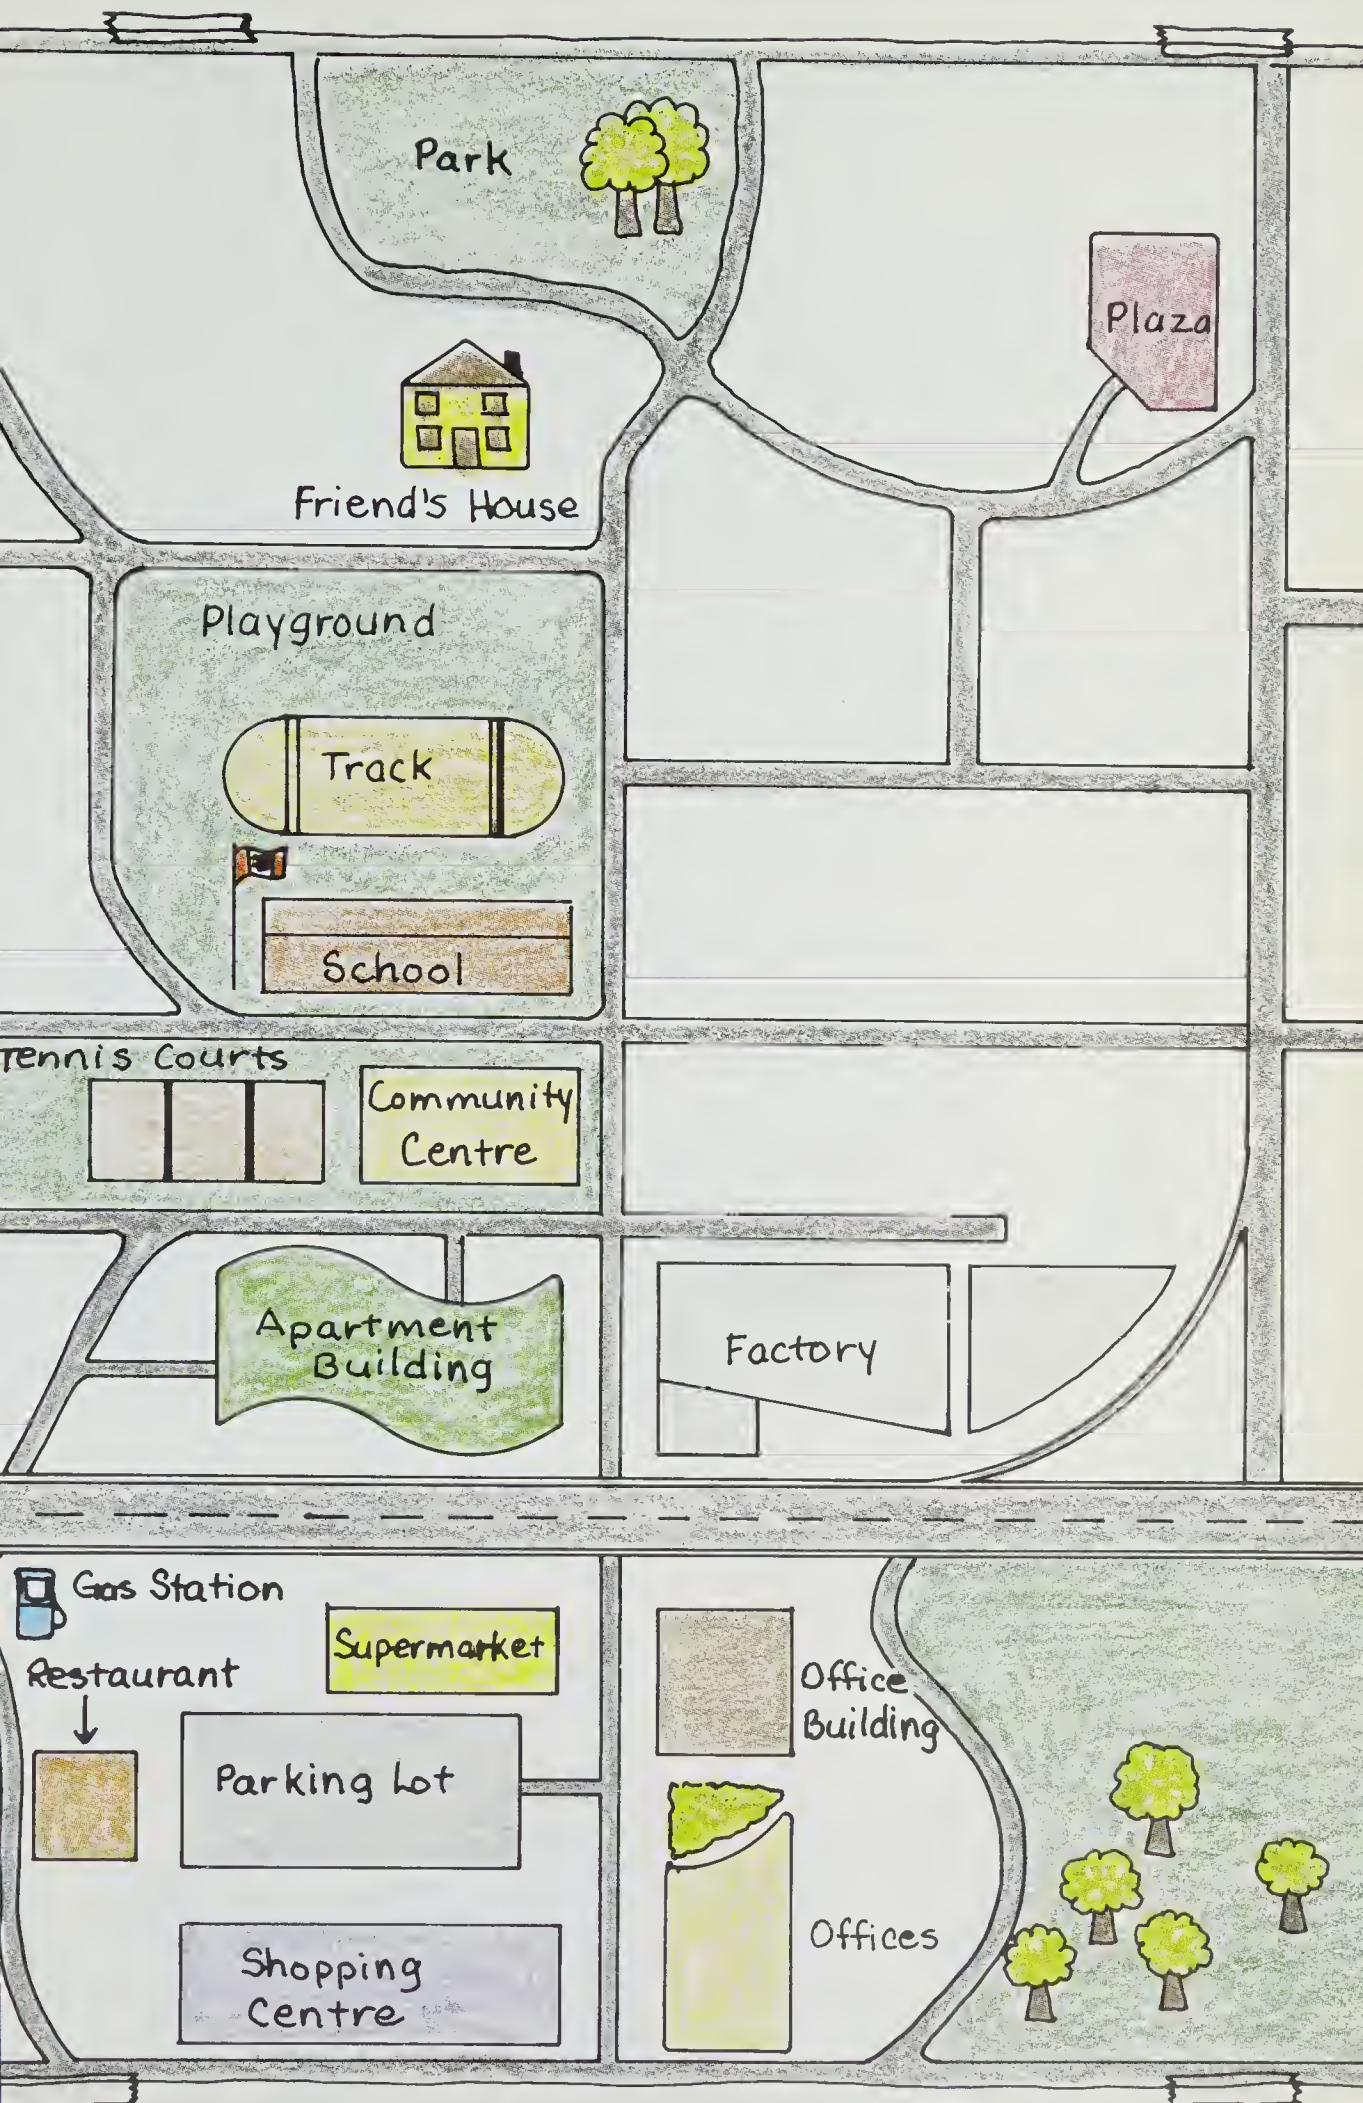 Park
Plaza
Friend's House
Playground
Track
School
Tennis Courts
Community
Centre
Apartment
Building
Factory
Gas Station
Supermarket
Restaurant
Office
Building
Parking Lot
Offices
Shopping
Centre